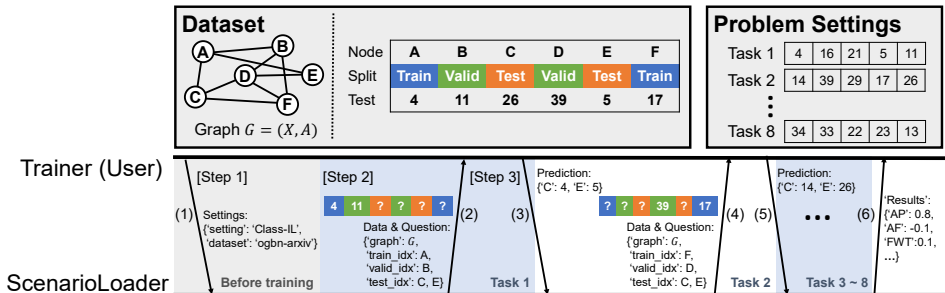 Dataset
A
B
C
D
E
F
Graph G = (X, A)
Node A B C D E F
Split Train Valid Test Valid Test Train
Test 4 11 26 39 5 17
Problem Settings
Task 1 4 16 21 5 11
Task 2 14 39 29 17 26
Task 8 34 33 22 23 13
Trainer (User)
ScenarioLoader
(1)
[Step 1]
Settings:
{'setting': 'Class-IL',
'dataset': 'ogbn-arxiv'}
Before training
[Step 2]
4 11 ? ? ? ?
Data & Question:
{'graph': G,
'train_idx': A,
'valid_idx': B,
'test_idx': C, E}
(2)
[Step 3]
Task 1
(3)
Prediction:
{'C': 4, 'E': 5}
? ? ? 39 ? 17
Data & Question:
{'graph': G,
'train_idx': F,
'valid_idx': D,
'test_idx': C, E}
(4)
Task 2
(5)
Prediction:
{'C': 14, 'E': 26}
...
Task 3 ~ 8
(6)
'Results':
{'AP': 0.8,
'AF': -0.1,
'FWT':0.1,
...}